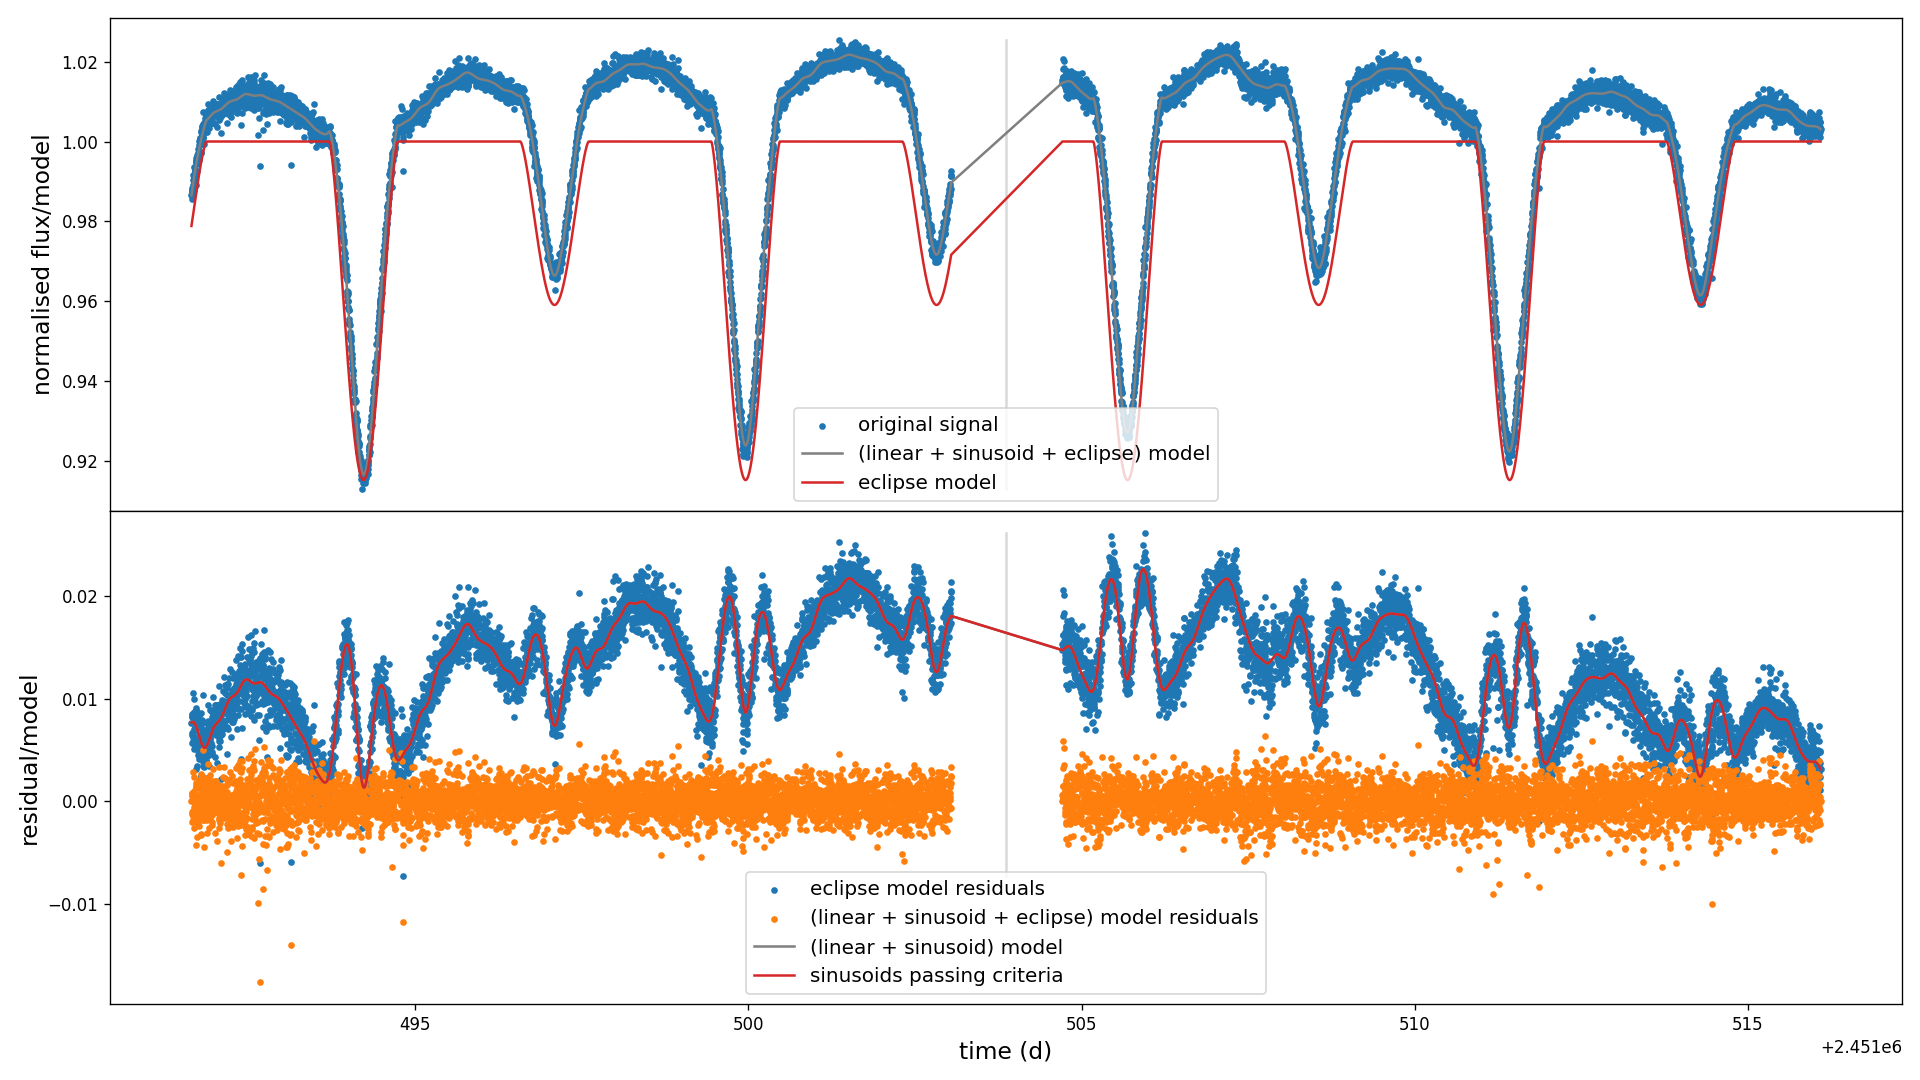 normalised flux/model
1.02
1.00
0.98
0.96
0.94
0.92
original signal
(linear + sinusoid + eclipse) model
eclipse model
residual/model
0.02
0.01
0.00
−0.01
eclipse model residuals
(linear + sinusoid + eclipse) model residuals
(linear + sinusoid) model
sinusoids passing criteria
495 500 505 510 515
time (d)
+2.451e6